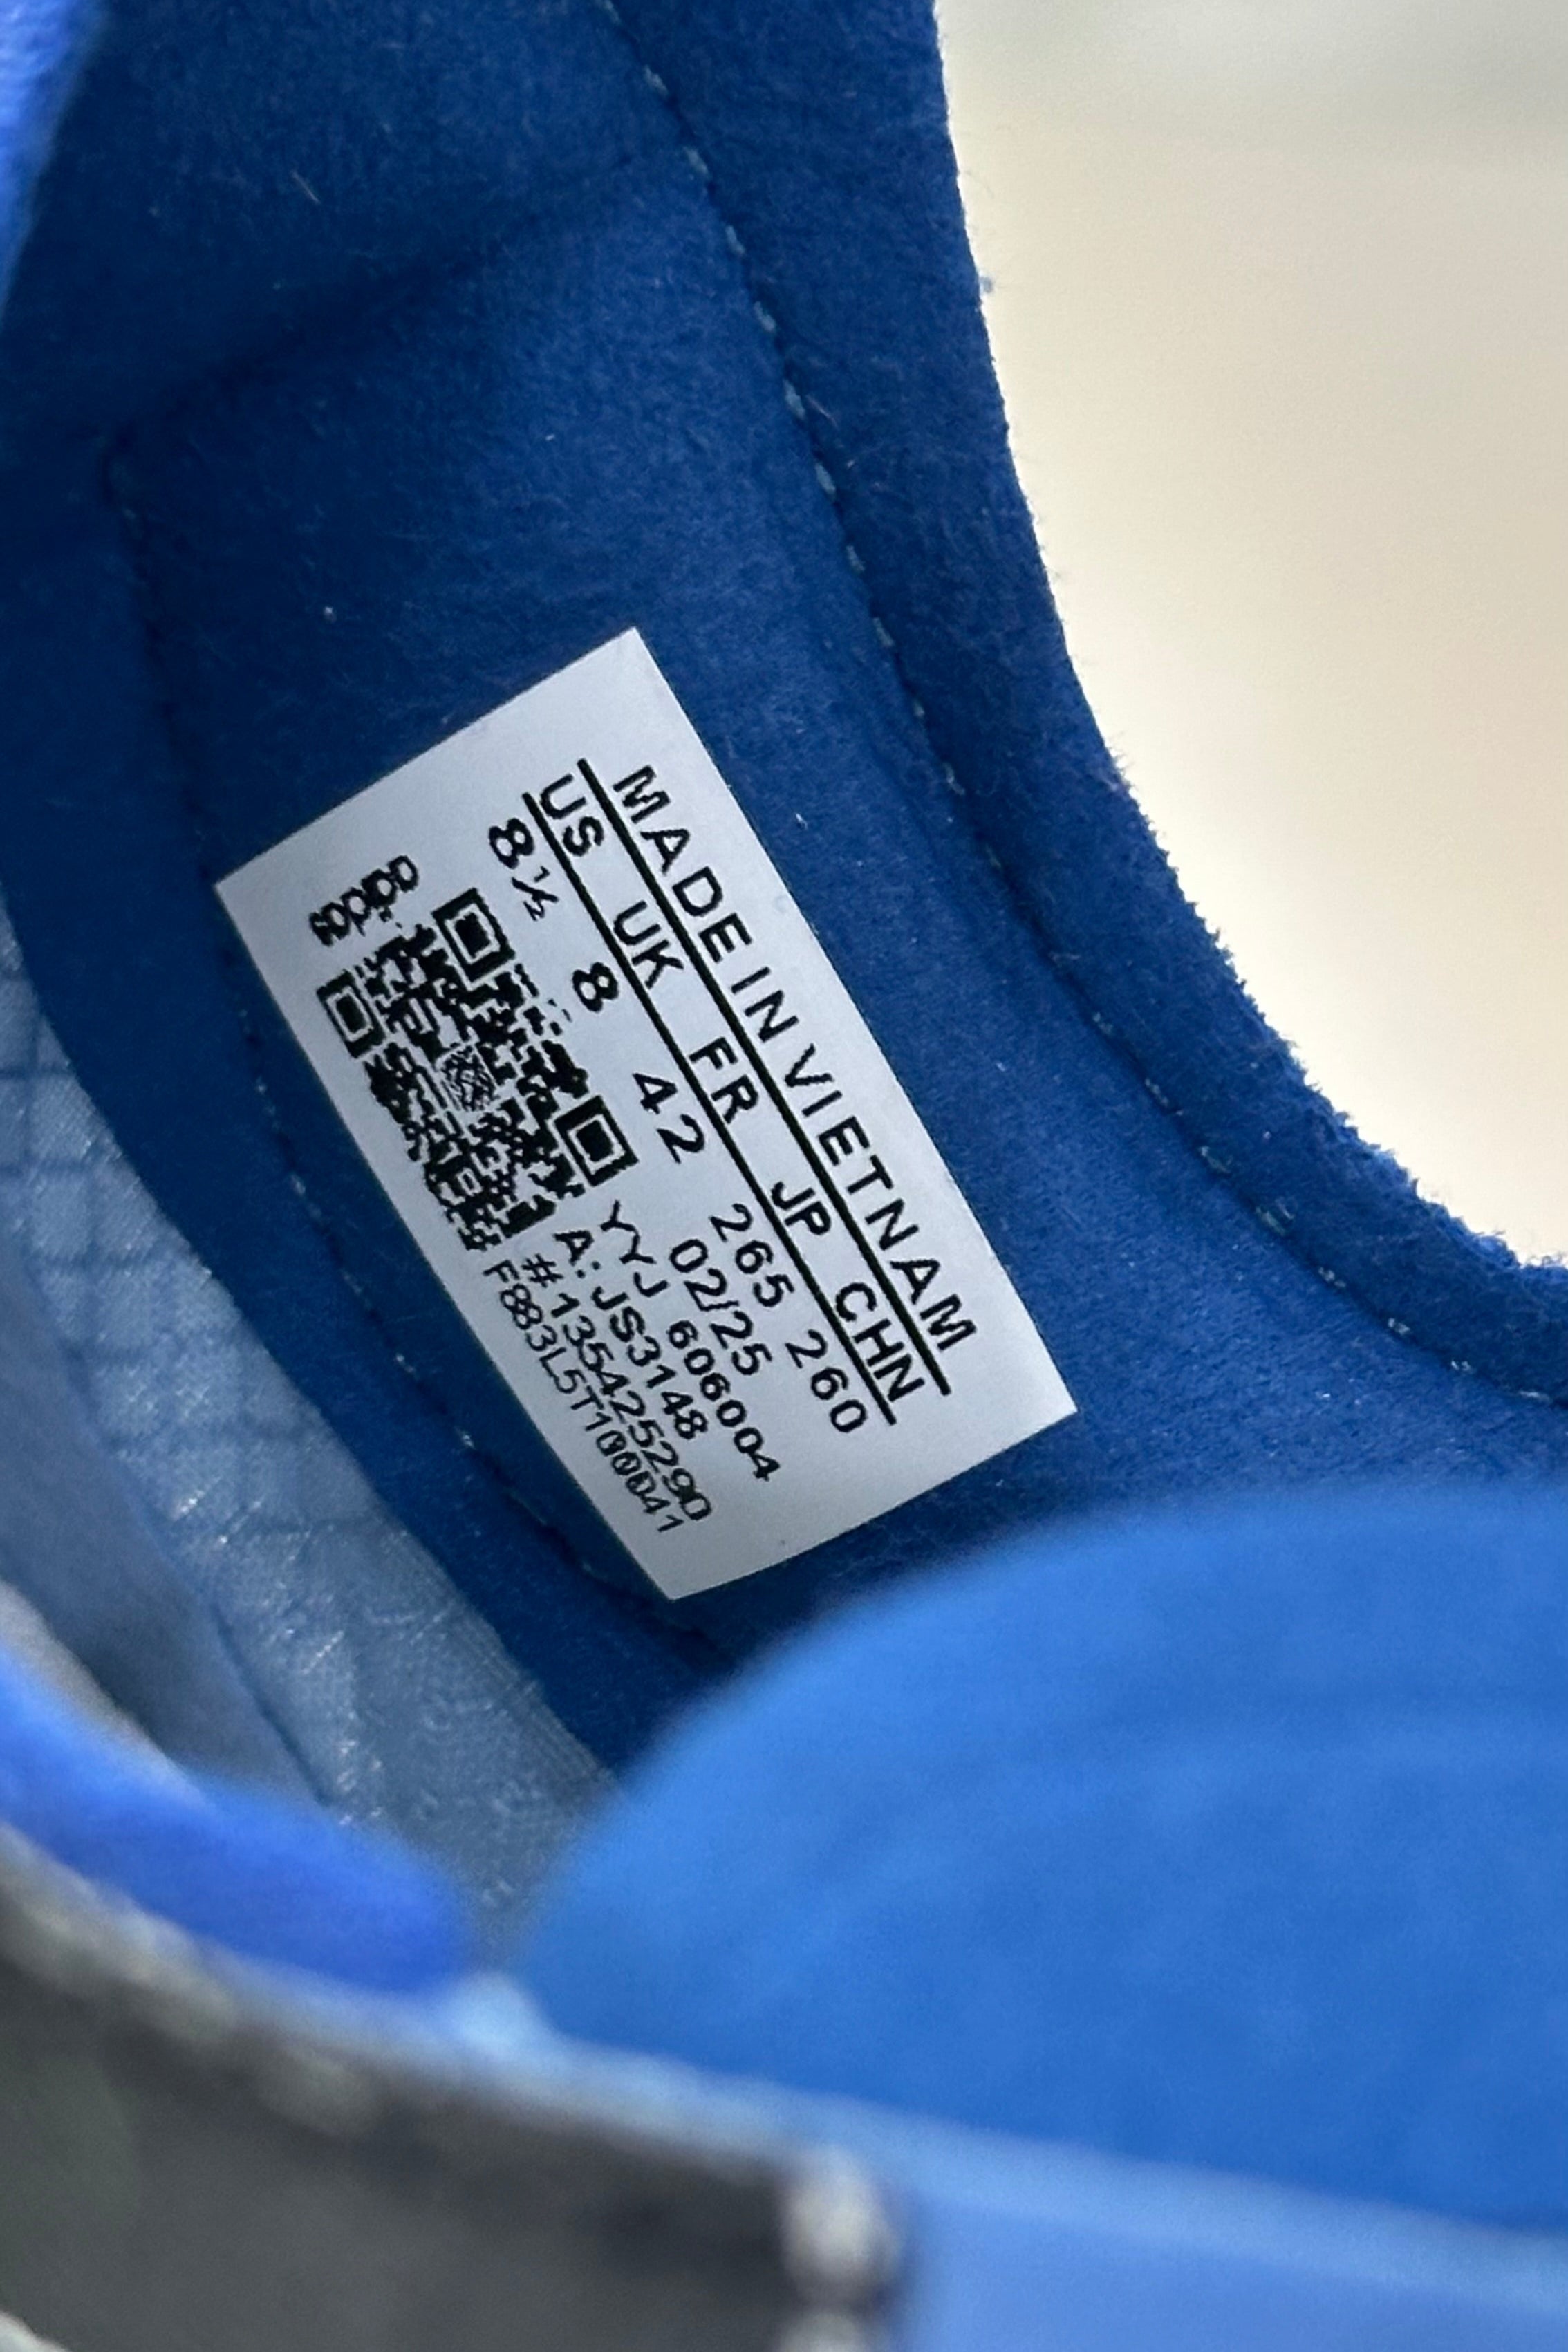 MADE IN VIETNAM
US UK FR JP CHN
8½ 8 42 265 260
02/25
adidas
YYJ 606004
A: JS3148
# 1354252290
F883L5T100041